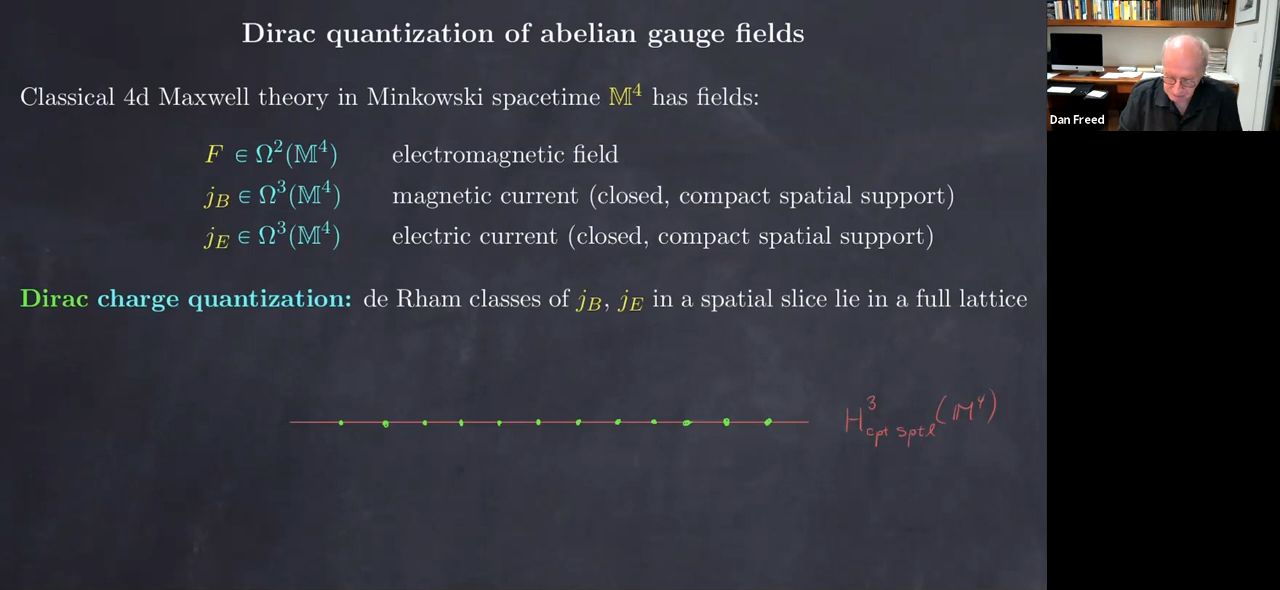 Dirac quantization of abelian gauge fields
Classical 4d Maxwell theory in Minkowski spacetime 𝕄⁴ has fields:
F ∈ Ω²(𝕄⁴) electromagnetic field
j_B ∈ Ω³(𝕄⁴) magnetic current (closed, compact spatial support)
j_E ∈ Ω³(𝕄⁴) electric current (closed, compact spatial support)
Dirac charge quantization: de Rham classes of j_B, j_E in a spatial slice lie in a full lattice
H³_cpt sptl(𝕄⁴)
Dan Freed